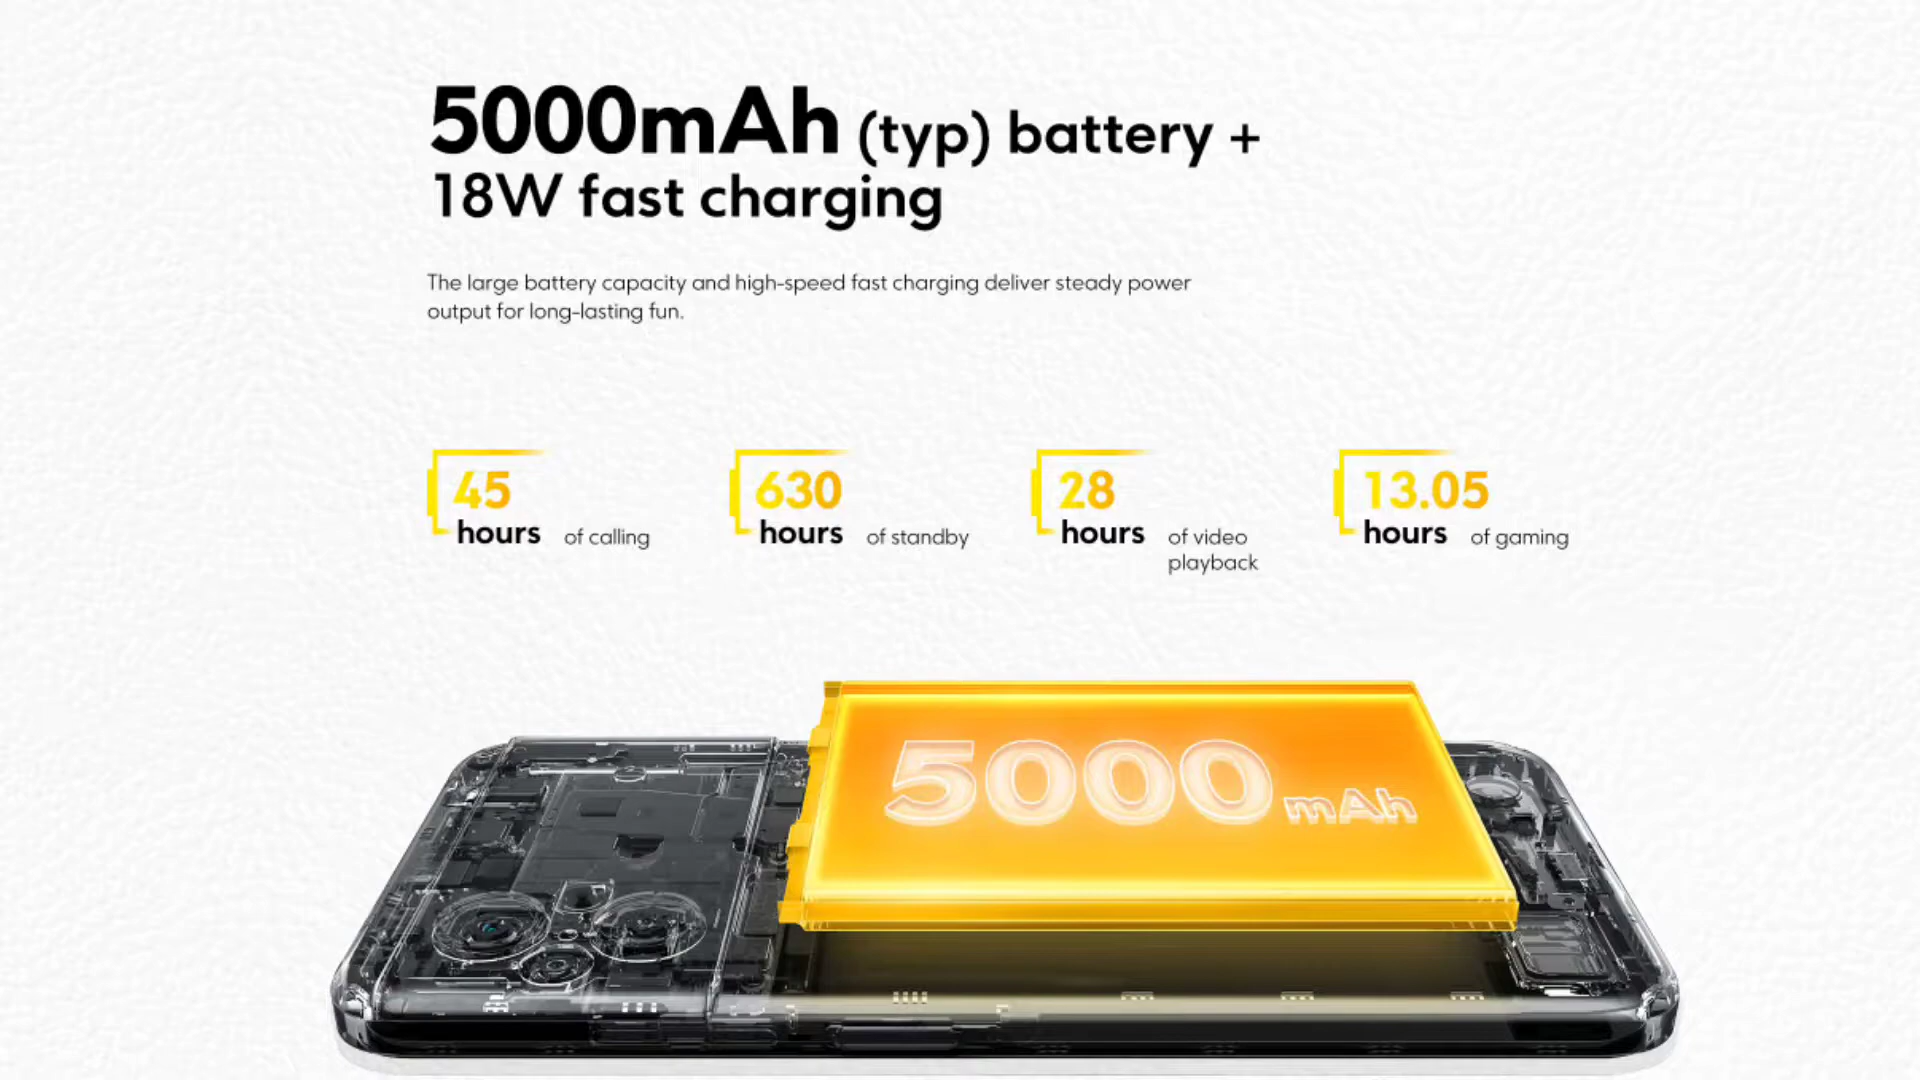 5000mAh (typ) battery +
18W fast charging
The large battery capacity and high-speed fast charging deliver steady power
output for long-lasting fun.
45
hours of calling
630
hours of standby
28
hours of video
playback
13.05
hours of gaming
5000 mAh